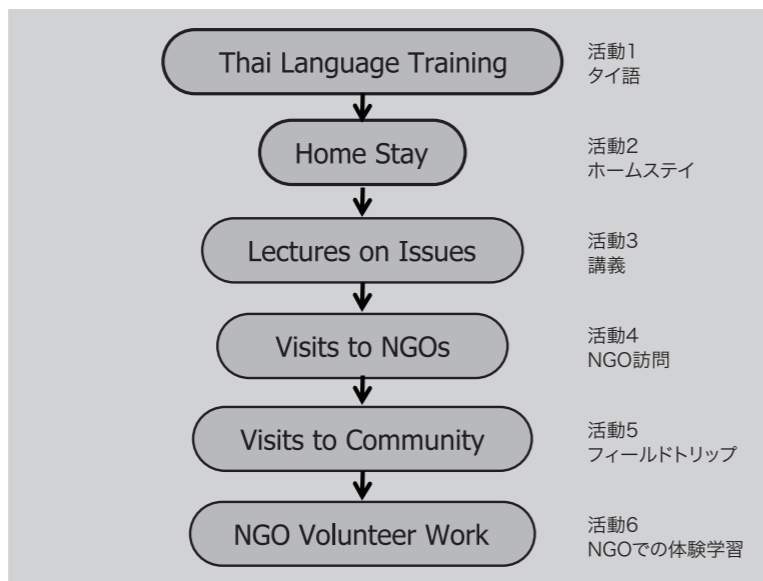 Thai Language Training
活動1
タイ語
Home Stay
活動2
ホームステイ
Lectures on Issues
活動3
講義
Visits to NGOs
活動4
NGO訪問
Visits to Community
活動5
フィールドトリップ
NGO Volunteer Work
活動6
NGOでの体験学習